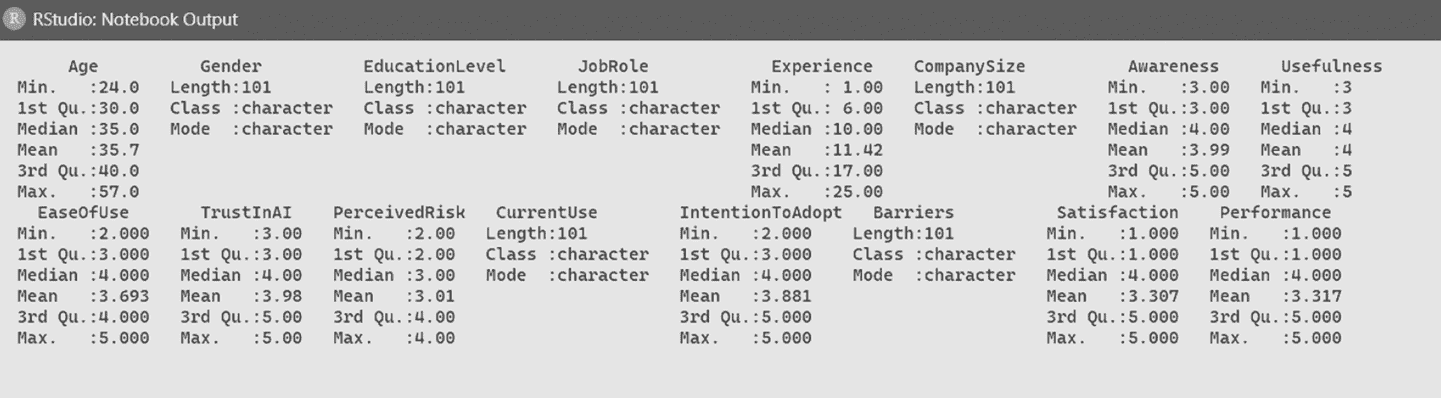 R RStudio: Notebook Output
Age Gender EducationLevel JobRole Experience CompanySize Awareness Usefulness
Min. :24.0 Length:101 Length:101 Length:101 Min. : 1.00 Length:101 Min. :3.00 Min. :3
1st Qu.:30.0 Class :character Class :character Class :character 1st Qu.: 6.00 Class :character 1st Qu.:3.00 1st Qu.:3
Median :35.0 Mode :character Mode :character Mode :character Median :10.00 Mode :character Median :4.00 Median :4
Mean :35.7 Mean :11.42 Mean :3.99 Mean :4
3rd Qu.:40.0 3rd Qu.:17.00 3rd Qu.:5.00 3rd Qu.:5
Max. :57.0 Max. :25.00 Max. :5.00 Max. :5
EaseOfUse TrustInAI PerceivedRisk CurrentUse IntentionToAdopt Barriers Satisfaction Performance
Min. :2.000 Min. :3.00 Min. :2.00 Length:101 Min. :2.000 Length:101 Min. :1.000 Min. :1.000
1st Qu.:3.000 1st Qu.:3.00 1st Qu.:2.00 Class :character 1st Qu.:3.000 Class :character 1st Qu.:1.000 1st Qu.:1.000
Median :4.000 Median :4.00 Median :3.00 Mode :character Median :4.000 Mode :character Median :4.000 Median :4.000
Mean :3.693 Mean :3.98 Mean :3.01 Mean :3.881 Mean :3.307 Mean :3.317
3rd Qu.:4.000 3rd Qu.:5.00 3rd Qu.:4.00 3rd Qu.:5.000 3rd Qu.:5.000 3rd Qu.:5.000
Max. :5.000 Max. :5.00 Max. :4.00 Max. :5.000 Max. :5.000 Max. :5.000